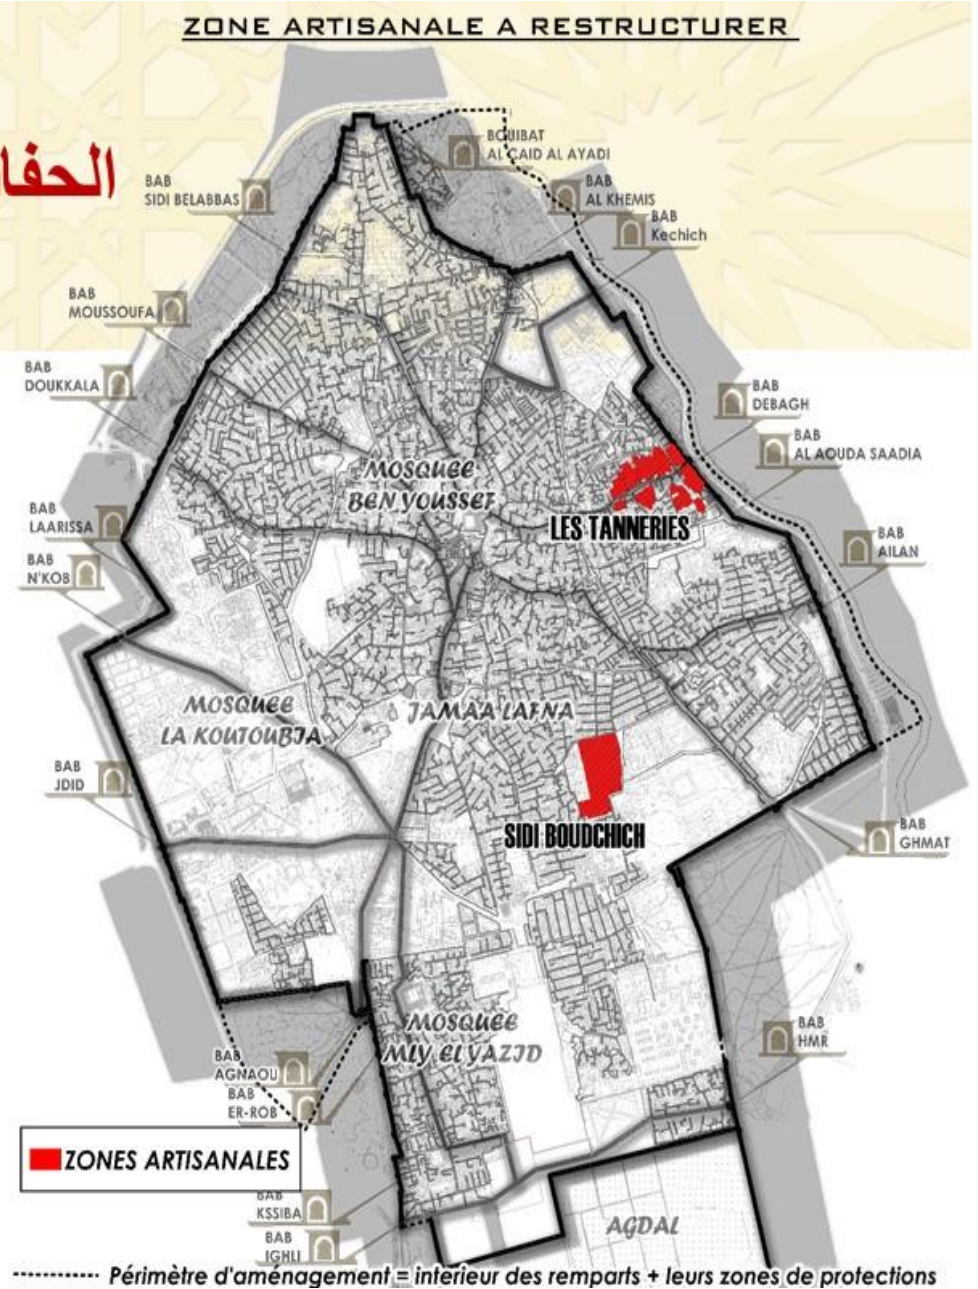 ZONE ARTISANALE A RESTRUCTURER
BOUIBAT
AL CAID AL AYADI
BAB
SIDI BELABBAS
BAB
AL KHEMIS
BAB
Kechich
BAB
MOUSSOUFA
BAB
DOUKKALA
BAB
DEBAGH
BAB
AL AOUDA SAADIA
MOSQUEE
BEN YOUSSEF
LES TANNERIES
BAB
LAARISSA
BAB
AILAN
BAB
N'KOB
MOSQUEE
LA KOUTOUBIA
JAMAA LAFNA
BAB
JDID
SIDI BOUDCHICH
BAB
GHMAT
MOSQUEE
MLY EL YAZID
BAB
HMR
BAB
AGNAOU
BAB
ER-ROB
ZONES ARTISANALES
BAB
KSSIBA
BAB
IGHLI
AGDAL
Périmètre d'aménagement = interieur des remparts + leurs zones de protections